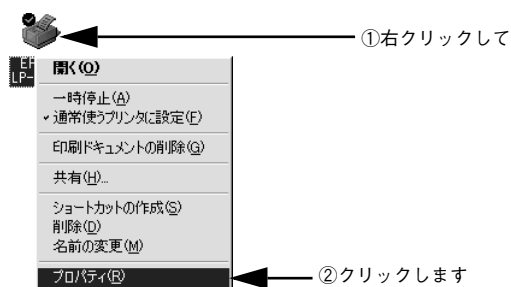 ①右クリックして
LP-
開く(O)
一時停止(A)
通常使うプリンタに設定(F)
印刷ドキュメントの削除(G)
共有(H)...
ショートカットの作成(S)
削除(D)
名前の変更(M)
プロパティ(R)
②クリックします